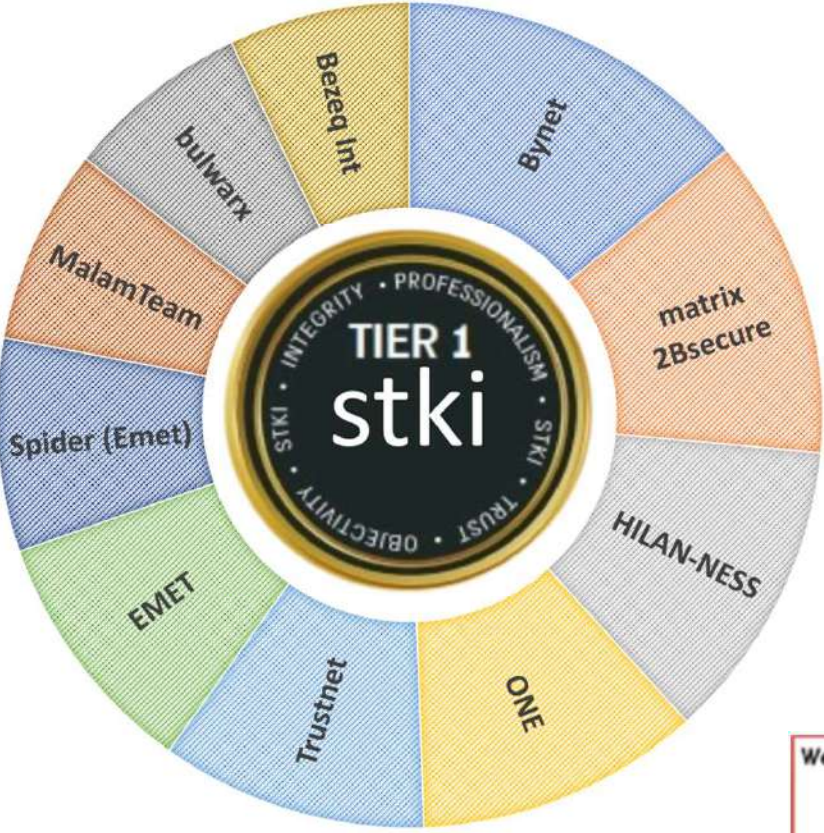 Bynet
matrix
2Bsecure
HILAN-NESS
ONE
Trustnet
EMET
Spider (Emet)
MalamTeam
bulwarx
Bezeq Int
INTEGRITY • PROFESSIONALISM • STKI • TRUST • OBJECTIVITY • STKI •
TIER 1
stki